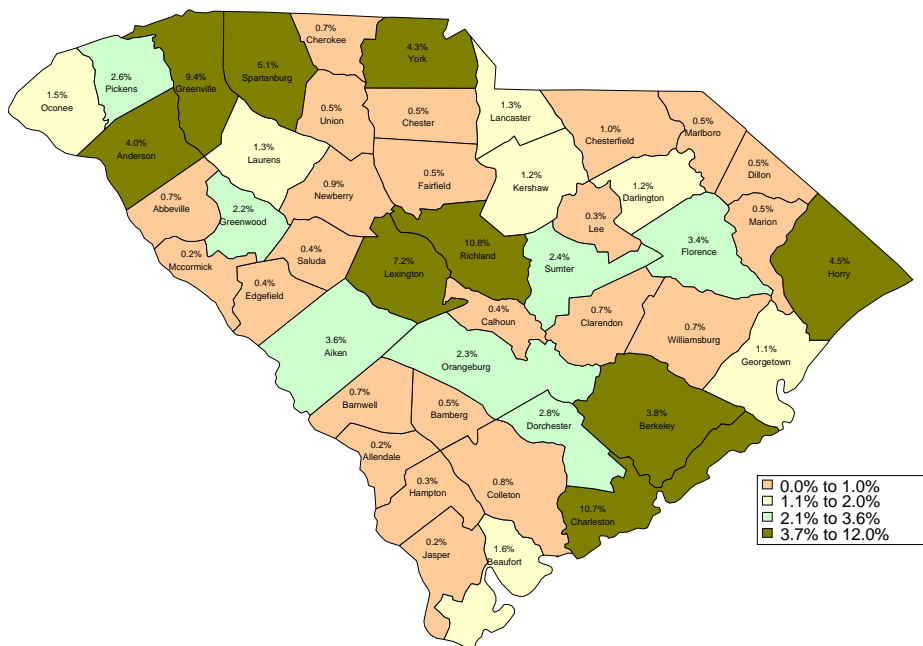 0.7%
Cherokee
4.3%
York
5.1%
Spartanburg
9.4%
Greenville
2.6%
Pickens
1.5%
Oconee
1.3%
Lancaster
0.5%
Union
0.5%
Chester
1.0%
Chesterfield
0.5%
Marlboro
4.0%
Anderson
1.3%
Laurens
0.5%
Dillon
0.9%
Newberry
0.5%
Fairfield
1.2%
Kershaw
1.2%
Darlington
0.7%
Abbeville
2.2%
Greenwood
0.3%
Lee
0.5%
Marion
3.4%
Florence
0.2%
Mccormick
0.4%
Saluda
7.2%
Lexington
10.8%
Richland
2.4%
Sumter
4.5%
Horry
0.4%
Edgefield
0.4%
Calhoun
0.7%
Clarendon
0.7%
Williamsburg
3.6%
Aiken
2.3%
Orangeburg
1.1%
Georgetown
0.7%
Barnwell
0.5%
Bamberg
2.8%
Dorchester
3.8%
Berkeley
0.2%
Allendale
0.3%
Hampton
0.8%
Colleton
10.7%
Charleston
0.2%
Jasper
1.6%
Beaufort
0.0% to 1.0%
1.1% to 2.0%
2.1% to 3.6%
3.7% to 12.0%